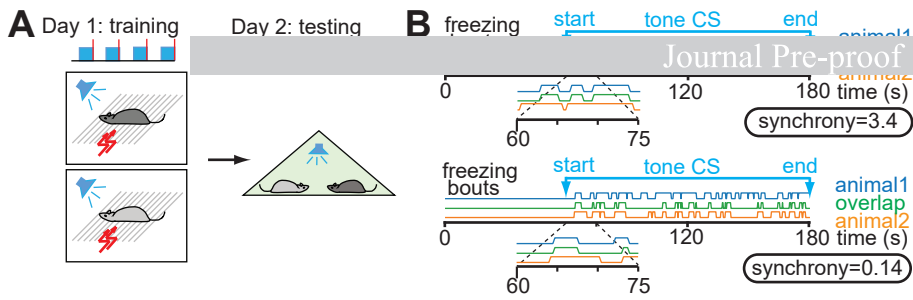 A Day 1: training
Day 2: testing
B
freezing
start
tone CS
end
animal1
Journal Pre-proof
animal2
0
120
180 time (s)
60
75
synchrony=3.4
freezing
bouts
start
tone CS
end
animal1
overlap
animal2
0
120
180 time (s)
60
75
synchrony=0.14